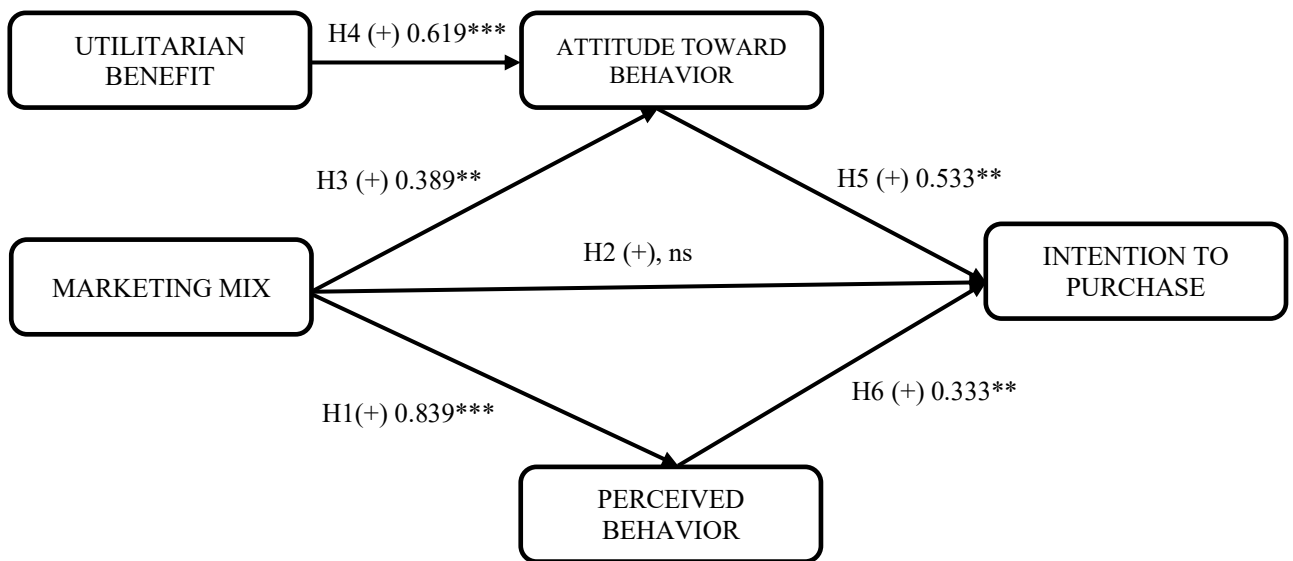 UTILITARIAN
BENEFIT
H4 (+) 0.619***
ATTITUDE TOWARD
BEHAVIOR
H3 (+) 0.389**
H5 (+) 0.533**
MARKETING MIX
H2 (+), ns
INTENTION TO
PURCHASE
H1(+) 0.839***
H6 (+) 0.333**
PERCEIVED
BEHAVIOR